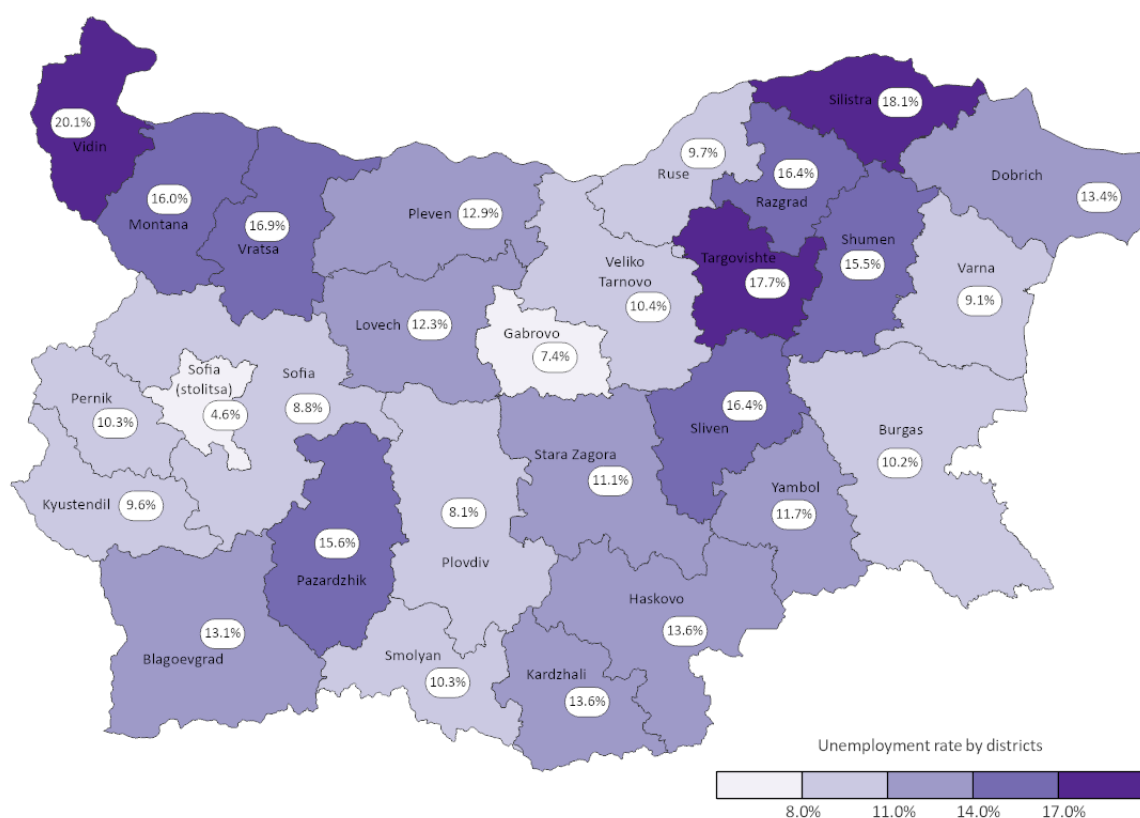 20.1%
Vidin
16.0%
Montana
16.9%
Vratsa
Pleven 12.9%
Lovech 12.3%
Gabrovo
7.4%
Veliko
Tarnovo
10.4%
9.7%
Ruse
Silistra 18.1%
16.4%
Razgrad
Targovishte
17.7%
Shumen
15.5%
Dobrich
13.4%
Varna
9.1%
Sofia
(stolitsa)
4.6%
Sofia
8.8%
Pernik
10.3%
Kyustendil 9.6%
13.1%
Blagoevgrad
15.6%
Pazardzhik
8.1%
Plovdiv
Smolyan
10.3%
Stara Zagora
11.1%
16.4%
Sliven
Yambol
11.7%
Burgas
10.2%
Haskovo
13.6%
Kardzhali
13.6%
Unemployment rate by districts
8.0% 11.0% 14.0% 17.0%